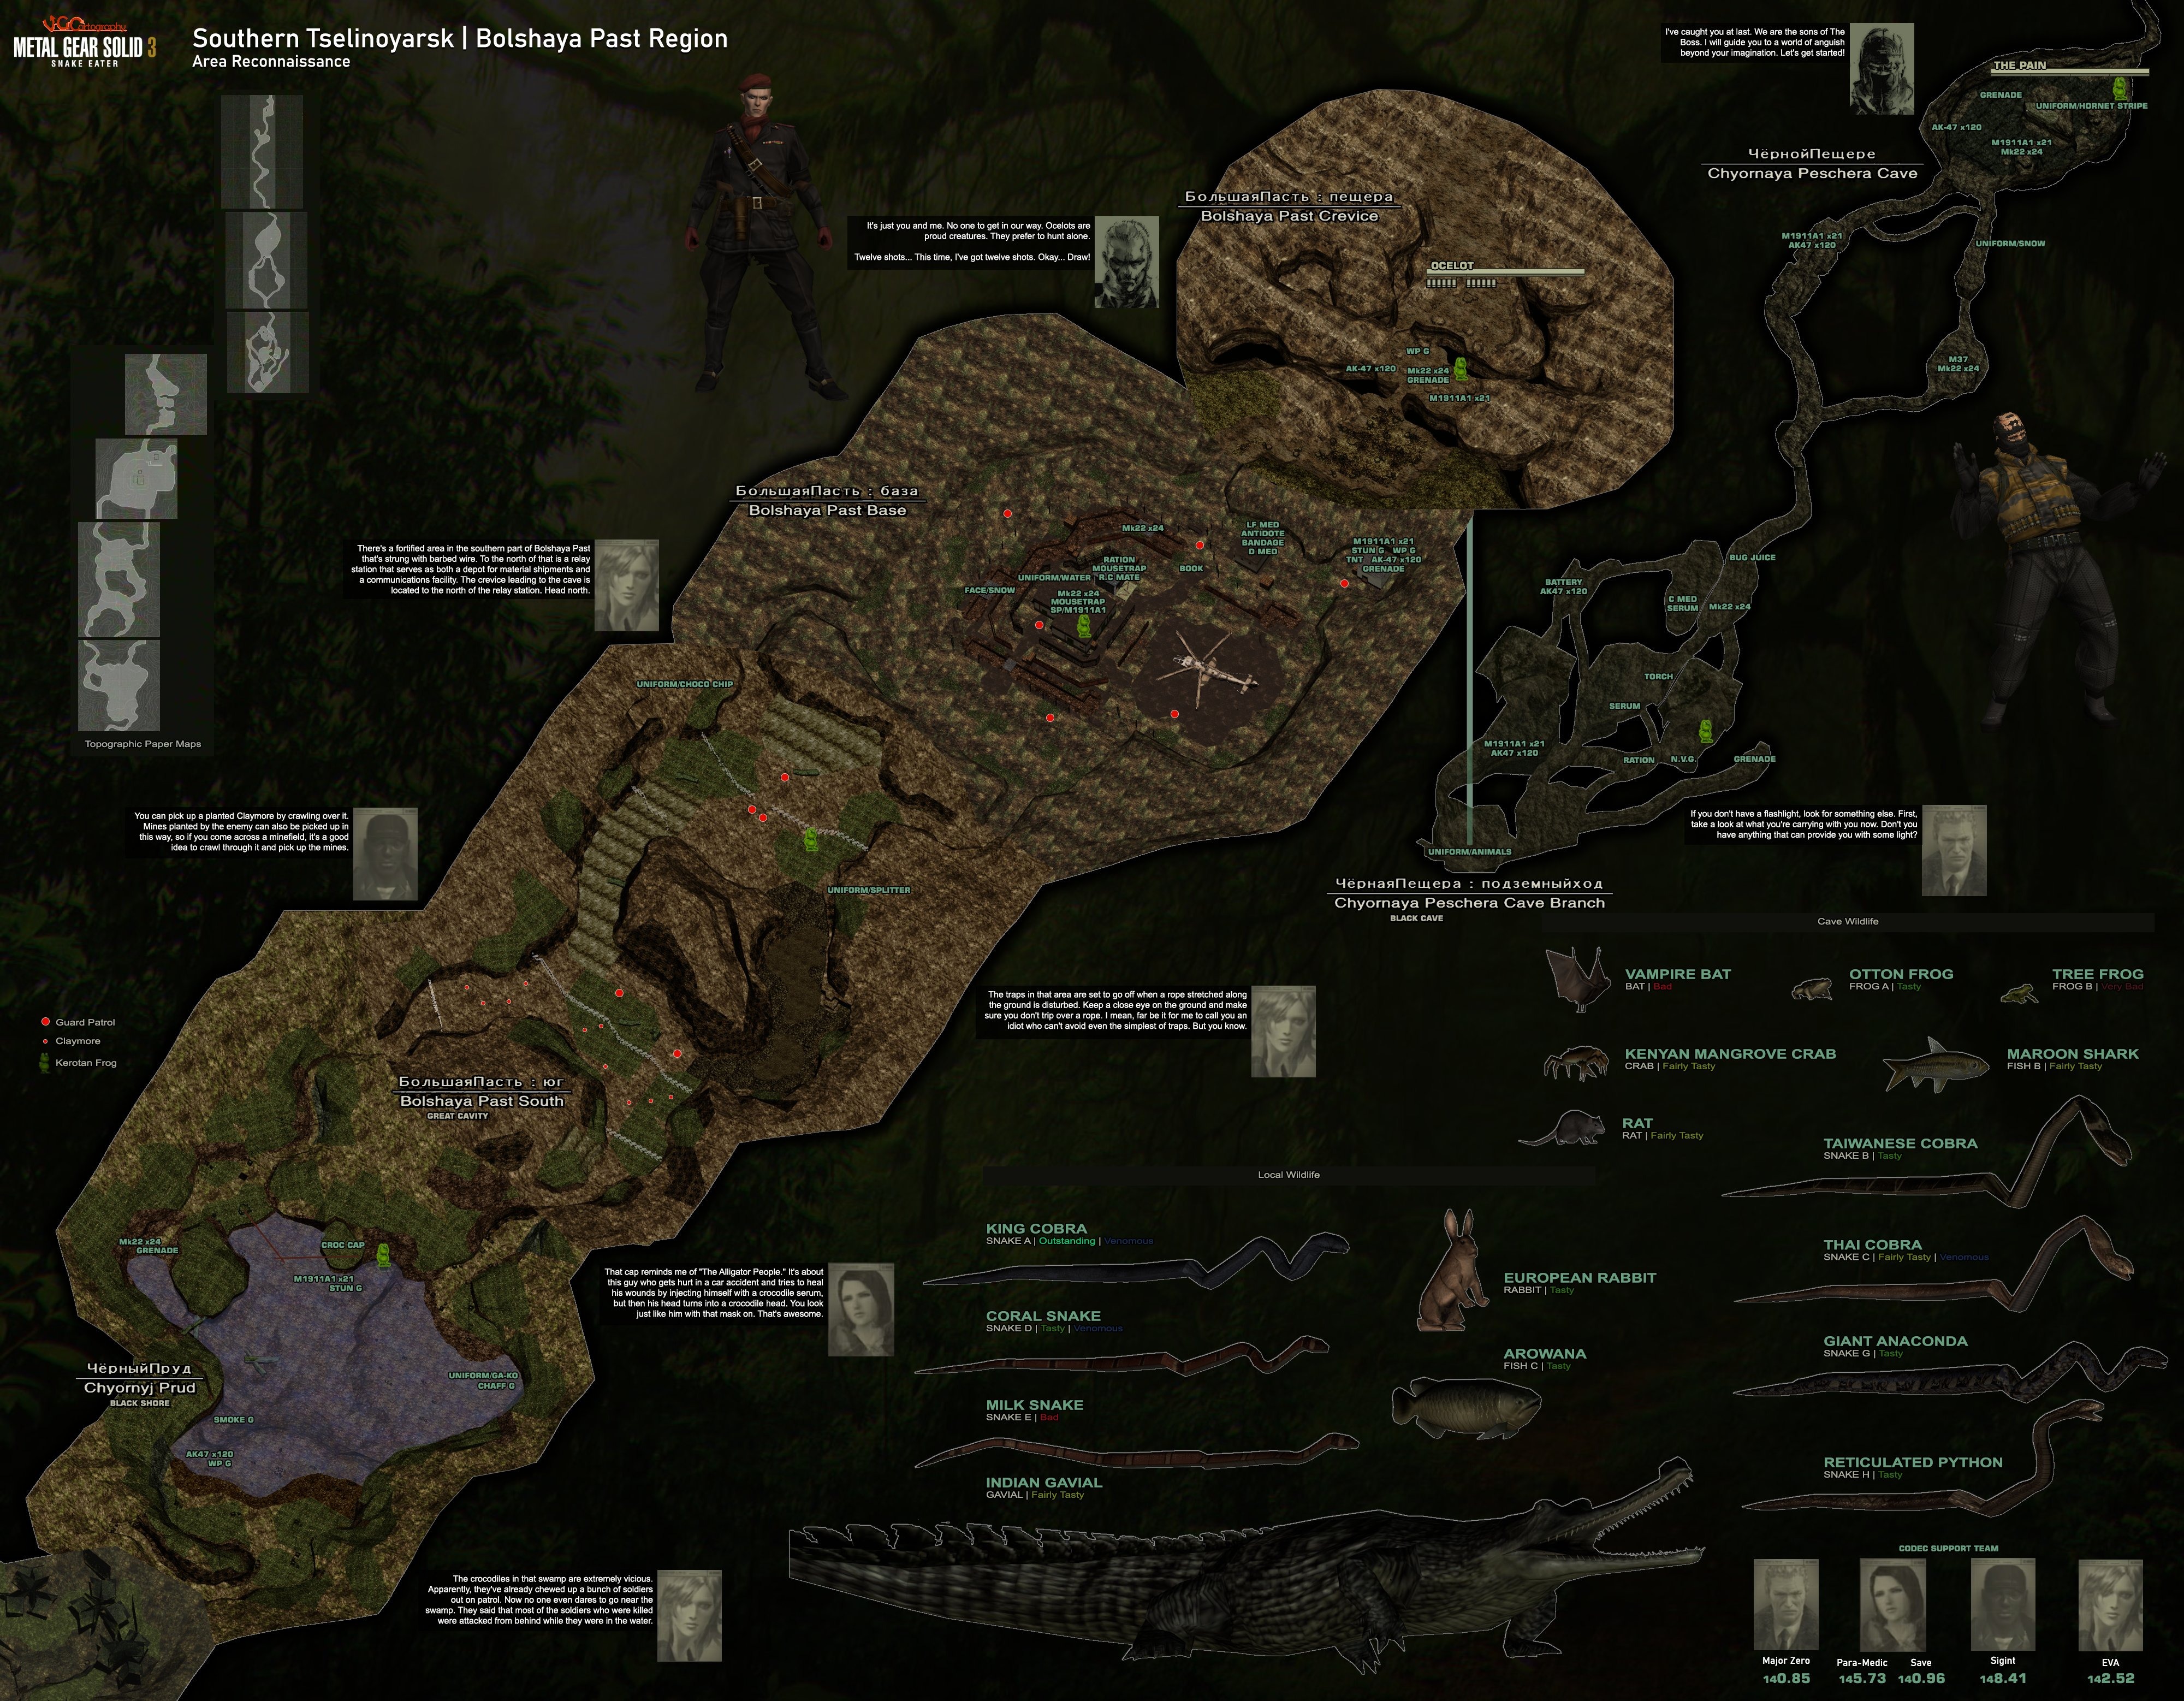 VGCartography
METAL GEAR SOLID 3
SNAKE EATER
Southern Tselinoyarsk | Bolshaya Past Region
Area Reconnaissance
I've caught you at last. We are the sons of The
Boss. I will guide you to a world of anguish
beyond your imagination. Let's get started!
THE PAIN
GRENADE
UNIFORM/HORNET STRIPE
AK-47 x120
M1911A1 x21
Mk22 x24
ЧёрнойПещере
Chyornaya Peschera Cave
M1911A1 x21
AK47 x120
UNIFORM/SNOW
M37
Mk22 x24
БольшаяПасть : пещера
Bolshaya Past Crevice
It's just you and me. No one to get in our way. Ocelots are
proud creatures. They prefer to hunt alone.
Twelve shots... This time, I've got twelve shots. Okay... Draw!
OCELOT
WP G
AK-47 x120
Mk22 x24
GRENADE
M1911A1 x21
БольшаяПасть : база
Bolshaya Past Base
Mk22 x24
LF MED
ANTIDOTE
BANDAGE
D MED
M1911A1 x21
STUN G WP G
TNT AK-47 x120
GRENADE
RATION
MOUSETRAP
R.C MATE
BOOK
UNIFORM/WATER
FACE/SNOW
Mk22 x24
MOUSETRAP
SP/M1911A1
There's a fortified area in the southern part of Bolshaya Past
that's strung with barbed wire. To the north of that is a relay
station that serves as both a depot for material shipments and
a communications facility. The crevice leading to the cave is
located to the north of the relay station. Head north.
BUG JUICE
BATTERY
AK47 x120
C MED
SERUM
Mk22 x24
TORCH
SERUM
M1911A1 x21
AK47 x120
RATION
N.V.G.
GRENADE
UNIFORM/ANIMALS
ЧёрнаяПещера : подземныйход
Chyornaya Peschera Cave Branch
BLACK CAVE
Topographic Paper Maps
UNIFORM/CHOCO CHIP
UNIFORM/SPLITTER
You can pick up a planted Claymore by crawling over it.
Mines planted by the enemy can also be picked up in
this way, so if you come across a minefield, it's a good
idea to crawl through it and pick up the mines.
If you don't have a flashlight, look for something else. First,
take a look at what you're carrying with you now. Don't you
have anything that can provide you with some light?
The traps in that area are set to go off when a rope stretched along
the ground is disturbed. Keep a close eye on the ground and make
sure you don't trip over a rope. I mean, far be it for me to call you an
idiot who can't avoid even the simplest of traps. But you know.
Guard Patrol
Claymore
Kerotan Frog
БольшаяПасть : юг
Bolshaya Past South
GREAT CAVITY
Cave Wildlife
VAMPIRE BAT
BAT | Bad
OTTON FROG
FROG A | Tasty
TREE FROG
FROG B | Very Bad
KENYAN MANGROVE CRAB
CRAB | Fairly Tasty
MAROON SHARK
FISH B | Fairly Tasty
RAT
RAT | Fairly Tasty
TAIWANESE COBRA
SNAKE B | Tasty
THAI COBRA
SNAKE C | Fairly Tasty | Venomous
GIANT ANACONDA
SNAKE G | Tasty
RETICULATED PYTHON
SNAKE H | Tasty
Local Wildlife
KING COBRA
SNAKE A | Outstanding | Venomous
CORAL SNAKE
SNAKE D | Tasty | Venomous
MILK SNAKE
SNAKE E | Bad
INDIAN GAVIAL
GAVIAL | Fairly Tasty
EUROPEAN RABBIT
RABBIT | Tasty
AROWANA
FISH C | Tasty
Mk22 x24
GRENADE
CROC CAP
M1911A1 x21
STUN G
UNIFORM/GA-KO
CHAFF G
SMOKE G
AK47 x120
WP G
ЧёрныйПруд
Chyornyj Prud
BLACK SHORE
That cap reminds me of "The Alligator People." It's about
this guy who gets hurt in a car accident and tries to heal
his wounds by injecting himself with a crocodile serum,
but then his head turns into a crocodile head. You look
just like him with that mask on. That's awesome.
The crocodiles in that swamp are extremely vicious.
Apparently, they've already chewed up a bunch of soldiers
out on patrol. Now no one even dares to go near the
swamp. They said that most of the soldiers who were killed
were attacked from behind while they were in the water.
CODEC SUPPORT TEAM
Major Zero
140.85
Para-Medic
145.73
Save
140.96
Sigint
148.41
EVA
142.52